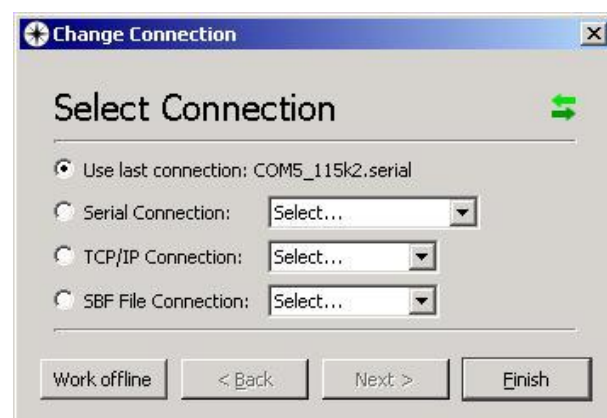 Change Connection
Select Connection
Use last connection: COM5_115k2.serial
Serial Connection: Select...
TCP/IP Connection: Select...
SBF File Connection: Select...
Work offline < Back Next > Finish